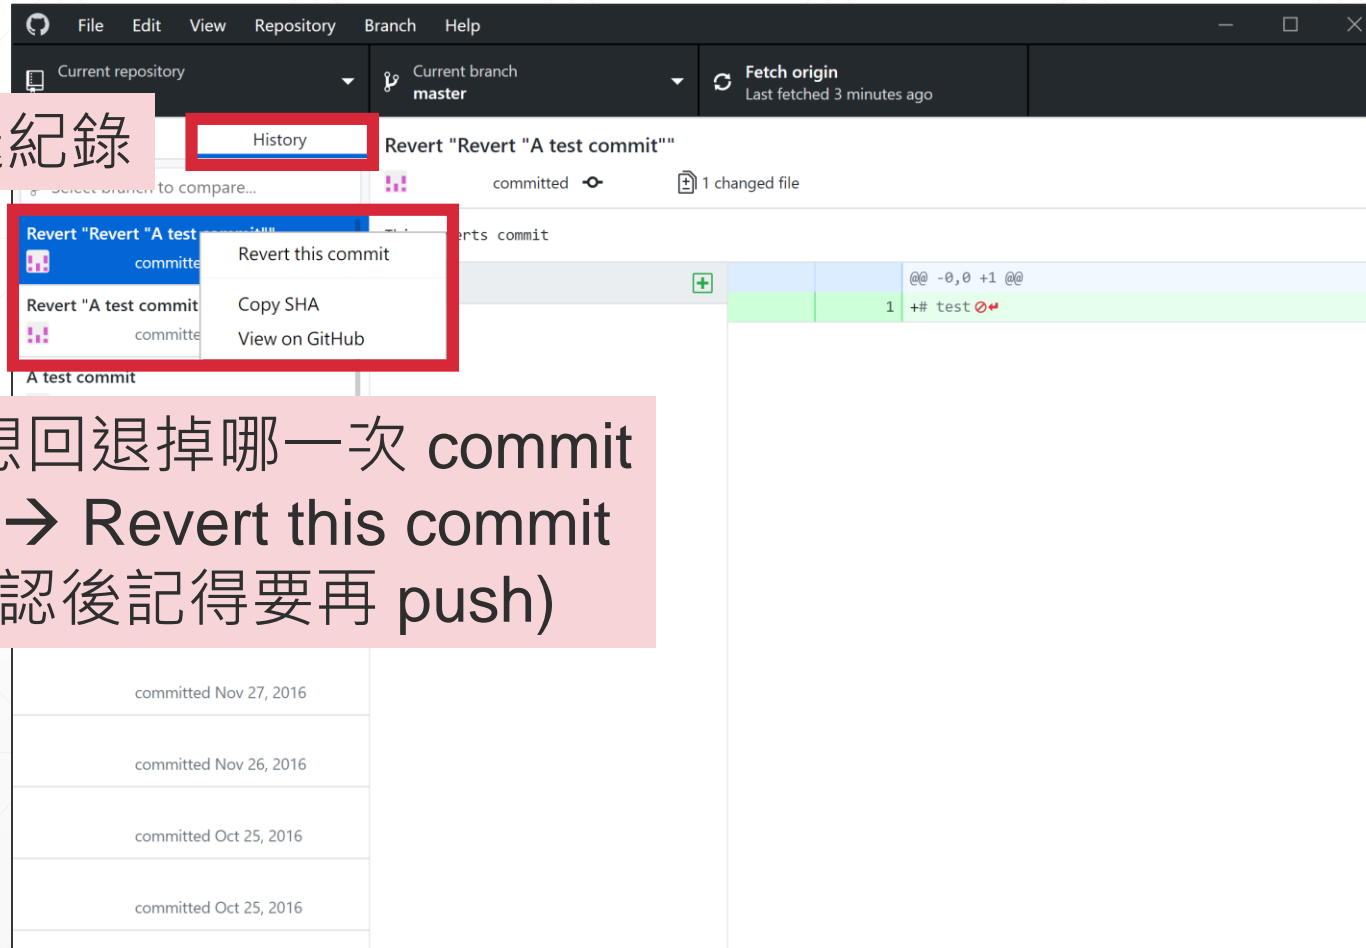 File Edit View Repository Branch Help
Current repository
Current branch
master
Fetch origin
Last fetched 3 minutes ago
紀錄
History
to compare...
Revert "Revert "A test commit""
committed
1 changed file
Revert "Revert "A test
Revert "A test commit
A test commit
Revert this commit
Copy SHA
View on GitHub
commit
@@ -0,0 +1 @@
1 +# test
想回退掉哪一次 commit
→ Revert this commit
認後記得要再 push)
committed Nov 27, 2016
committed Nov 26, 2016
committed Oct 25, 2016
committed Oct 25, 2016